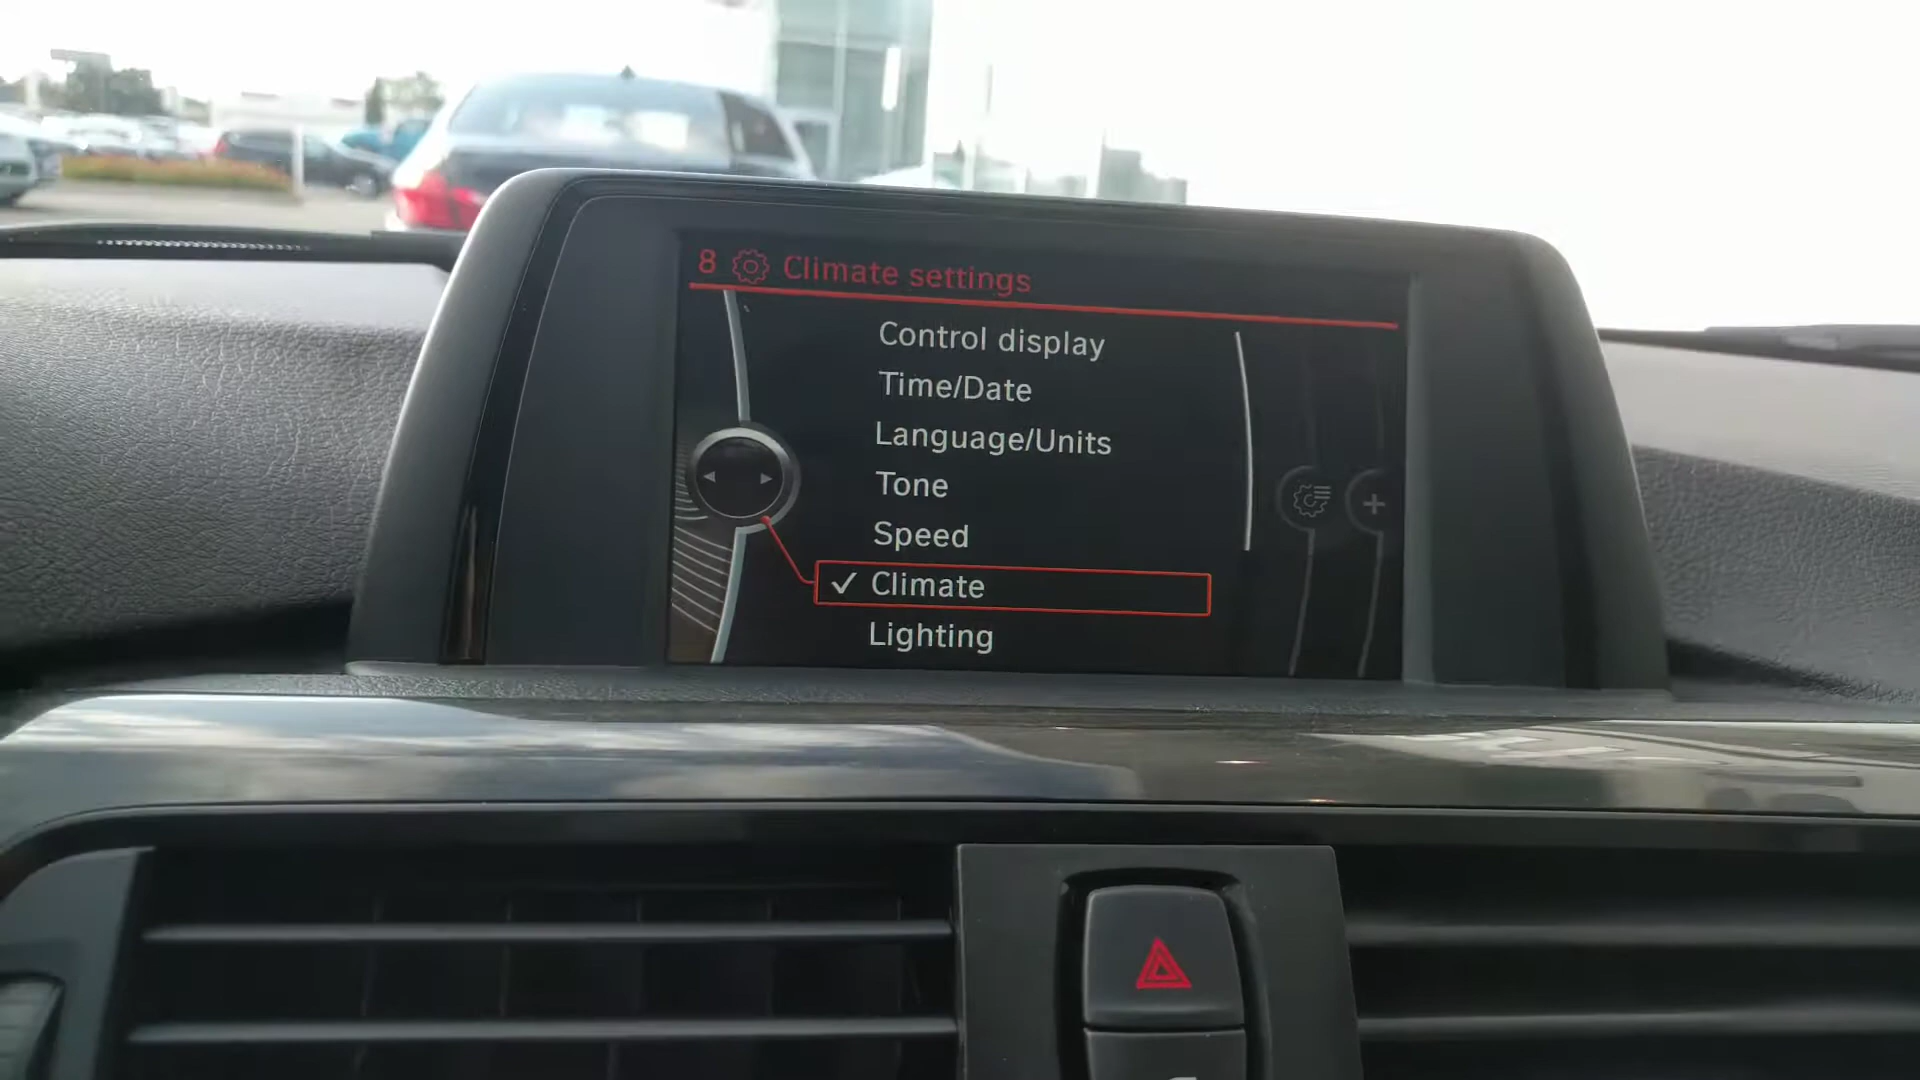 8 Climate settings
Control display
Time/Date
Language/Units
Tone
Speed
✓ Climate
Lighting